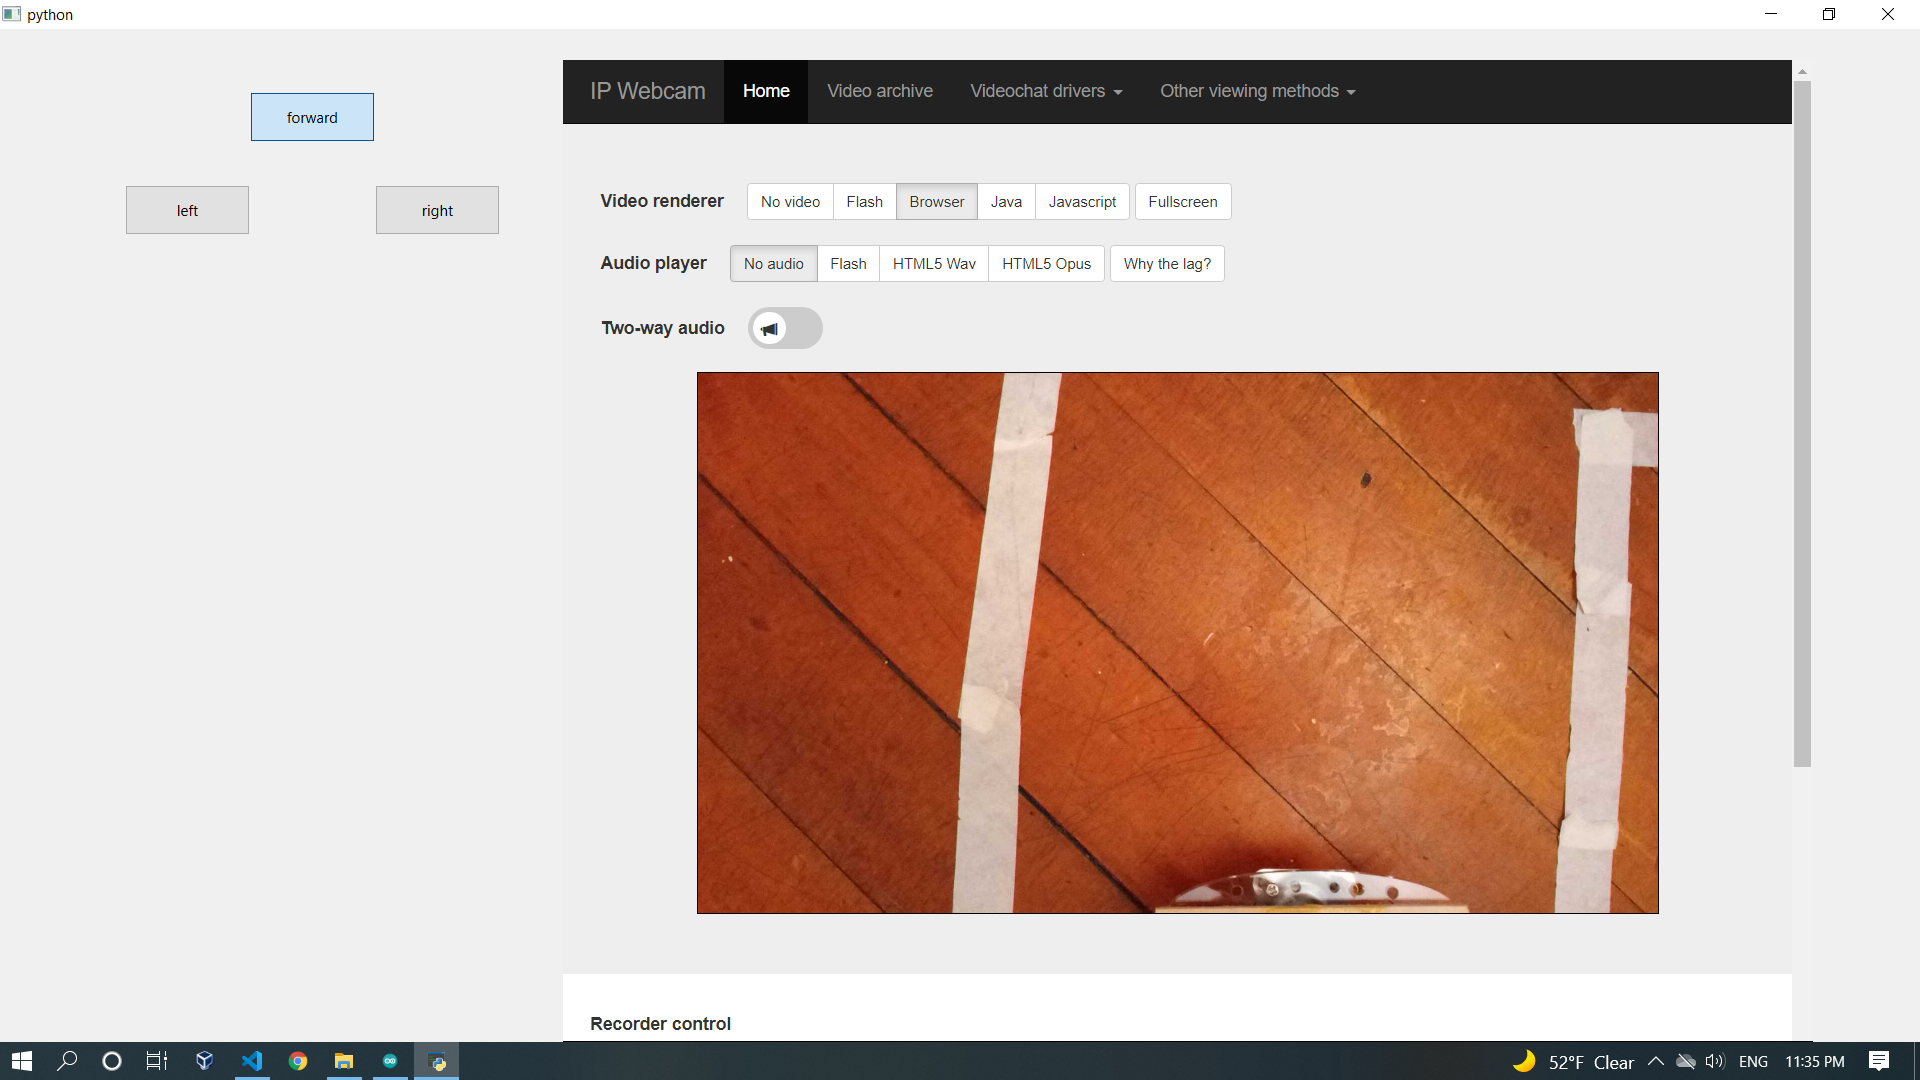 python
forward
left right
IP Webcam Home Video archive Videochat drivers Other viewing methods
Video renderer No video Flash Browser Java Javascript Fullscreen
Audio player No audio Flash HTML5 Wav HTML5 Opus Why the lag?
Two-way audio
Recorder control
52°F Clear ENG 11:35 PM